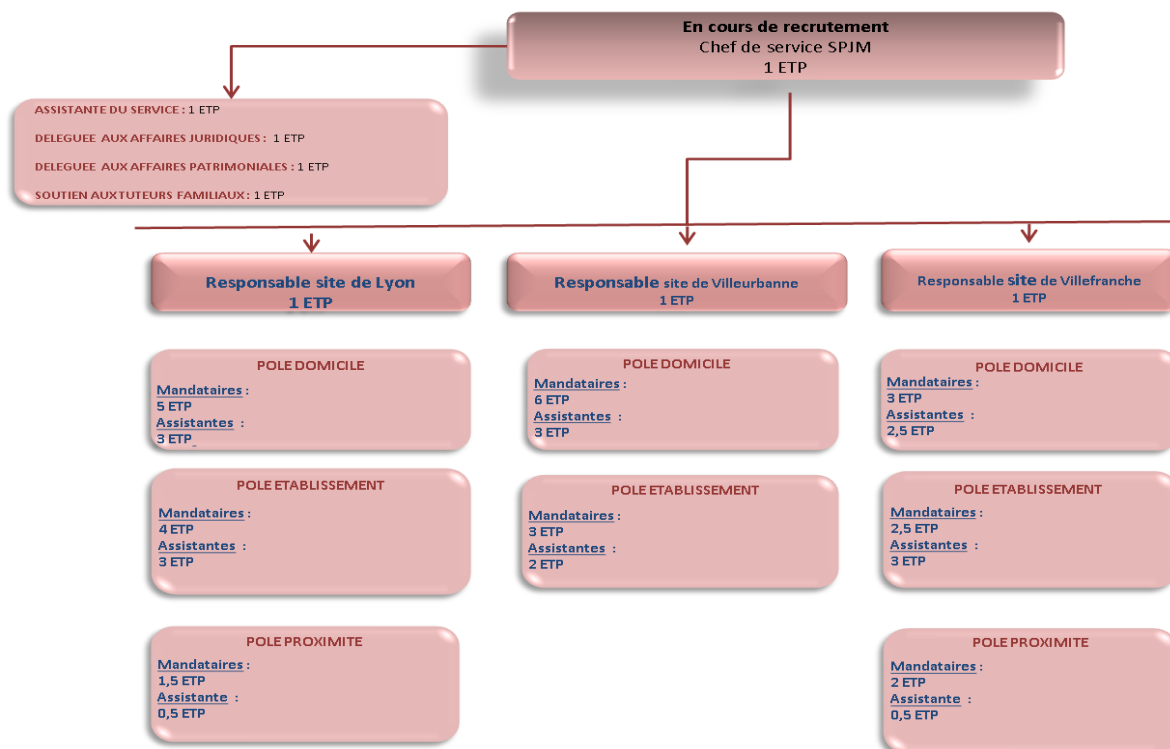 En cours de recrutement
Chef de service SPJM
1 ETP
ASSISTANTE DU SERVICE : 1 ETP
DELEGUEE AUX AFFAIRES JURIDIQUES : 1 ETP
DELEGUEE AUX AFFAIRES PATRIMONIALES : 1 ETP
SOUTIEN AUX TUTEURS FAMILIAUX : 1 ETP
Responsable site de Lyon
1 ETP
POLE DOMICILE
Mandataires :
5 ETP
Assistantes :
3 ETP
POLE ETABLISSEMENT
Mandataires :
4 ETP
Assistantes :
3 ETP
POLE PROXIMITE
Mandataires :
1,5 ETP
Assistante :
0,5 ETP
Responsable site de Villeurbanne
1 ETP
POLE DOMICILE
Mandataires :
6 ETP
Assistantes :
3 ETP
POLE ETABLISSEMENT
Mandataires :
3 ETP
Assistantes :
2 ETP
Responsable site de Villefranche
1 ETP
POLE DOMICILE
Mandataires :
3 ETP
Assistantes :
2,5 ETP
POLE ETABLISSEMENT
Mandataires :
2,5 ETP
Assistantes :
3 ETP
POLE PROXIMITE
Mandataires :
2 ETP
Assistante :
0,5 ETP